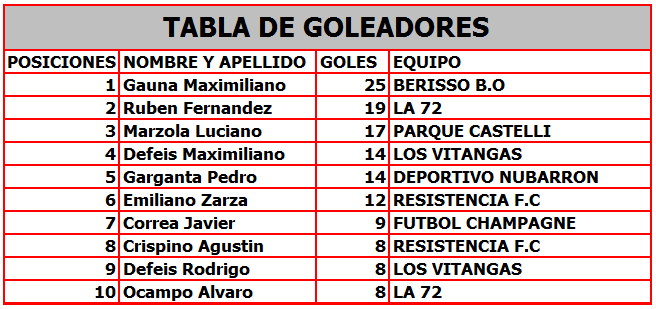 TABLA DE GOLEADORES
POSICIONES NOMBRE Y APELLIDO GOLES EQUIPO
1 Gauna Maximiliano 25 BERISSO B.O
2 Ruben Fernandez 19 LA 72
3 Marzola Luciano 17 PARQUE CASTELLI
4 Defeis Maximiliano 14 LOS VITANGAS
5 Garganta Pedro 14 DEPORTIVO NUBARRON
6 Emiliano Zarza 12 RESISTENCIA F.C
7 Correa Javier 9 FUTBOL CHAMPAGNE
8 Crispino Agustin 8 RESISTENCIA F.C
9 Defeis Rodrigo 8 LOS VITANGAS
10 Ocampo Alvaro 8 LA 72